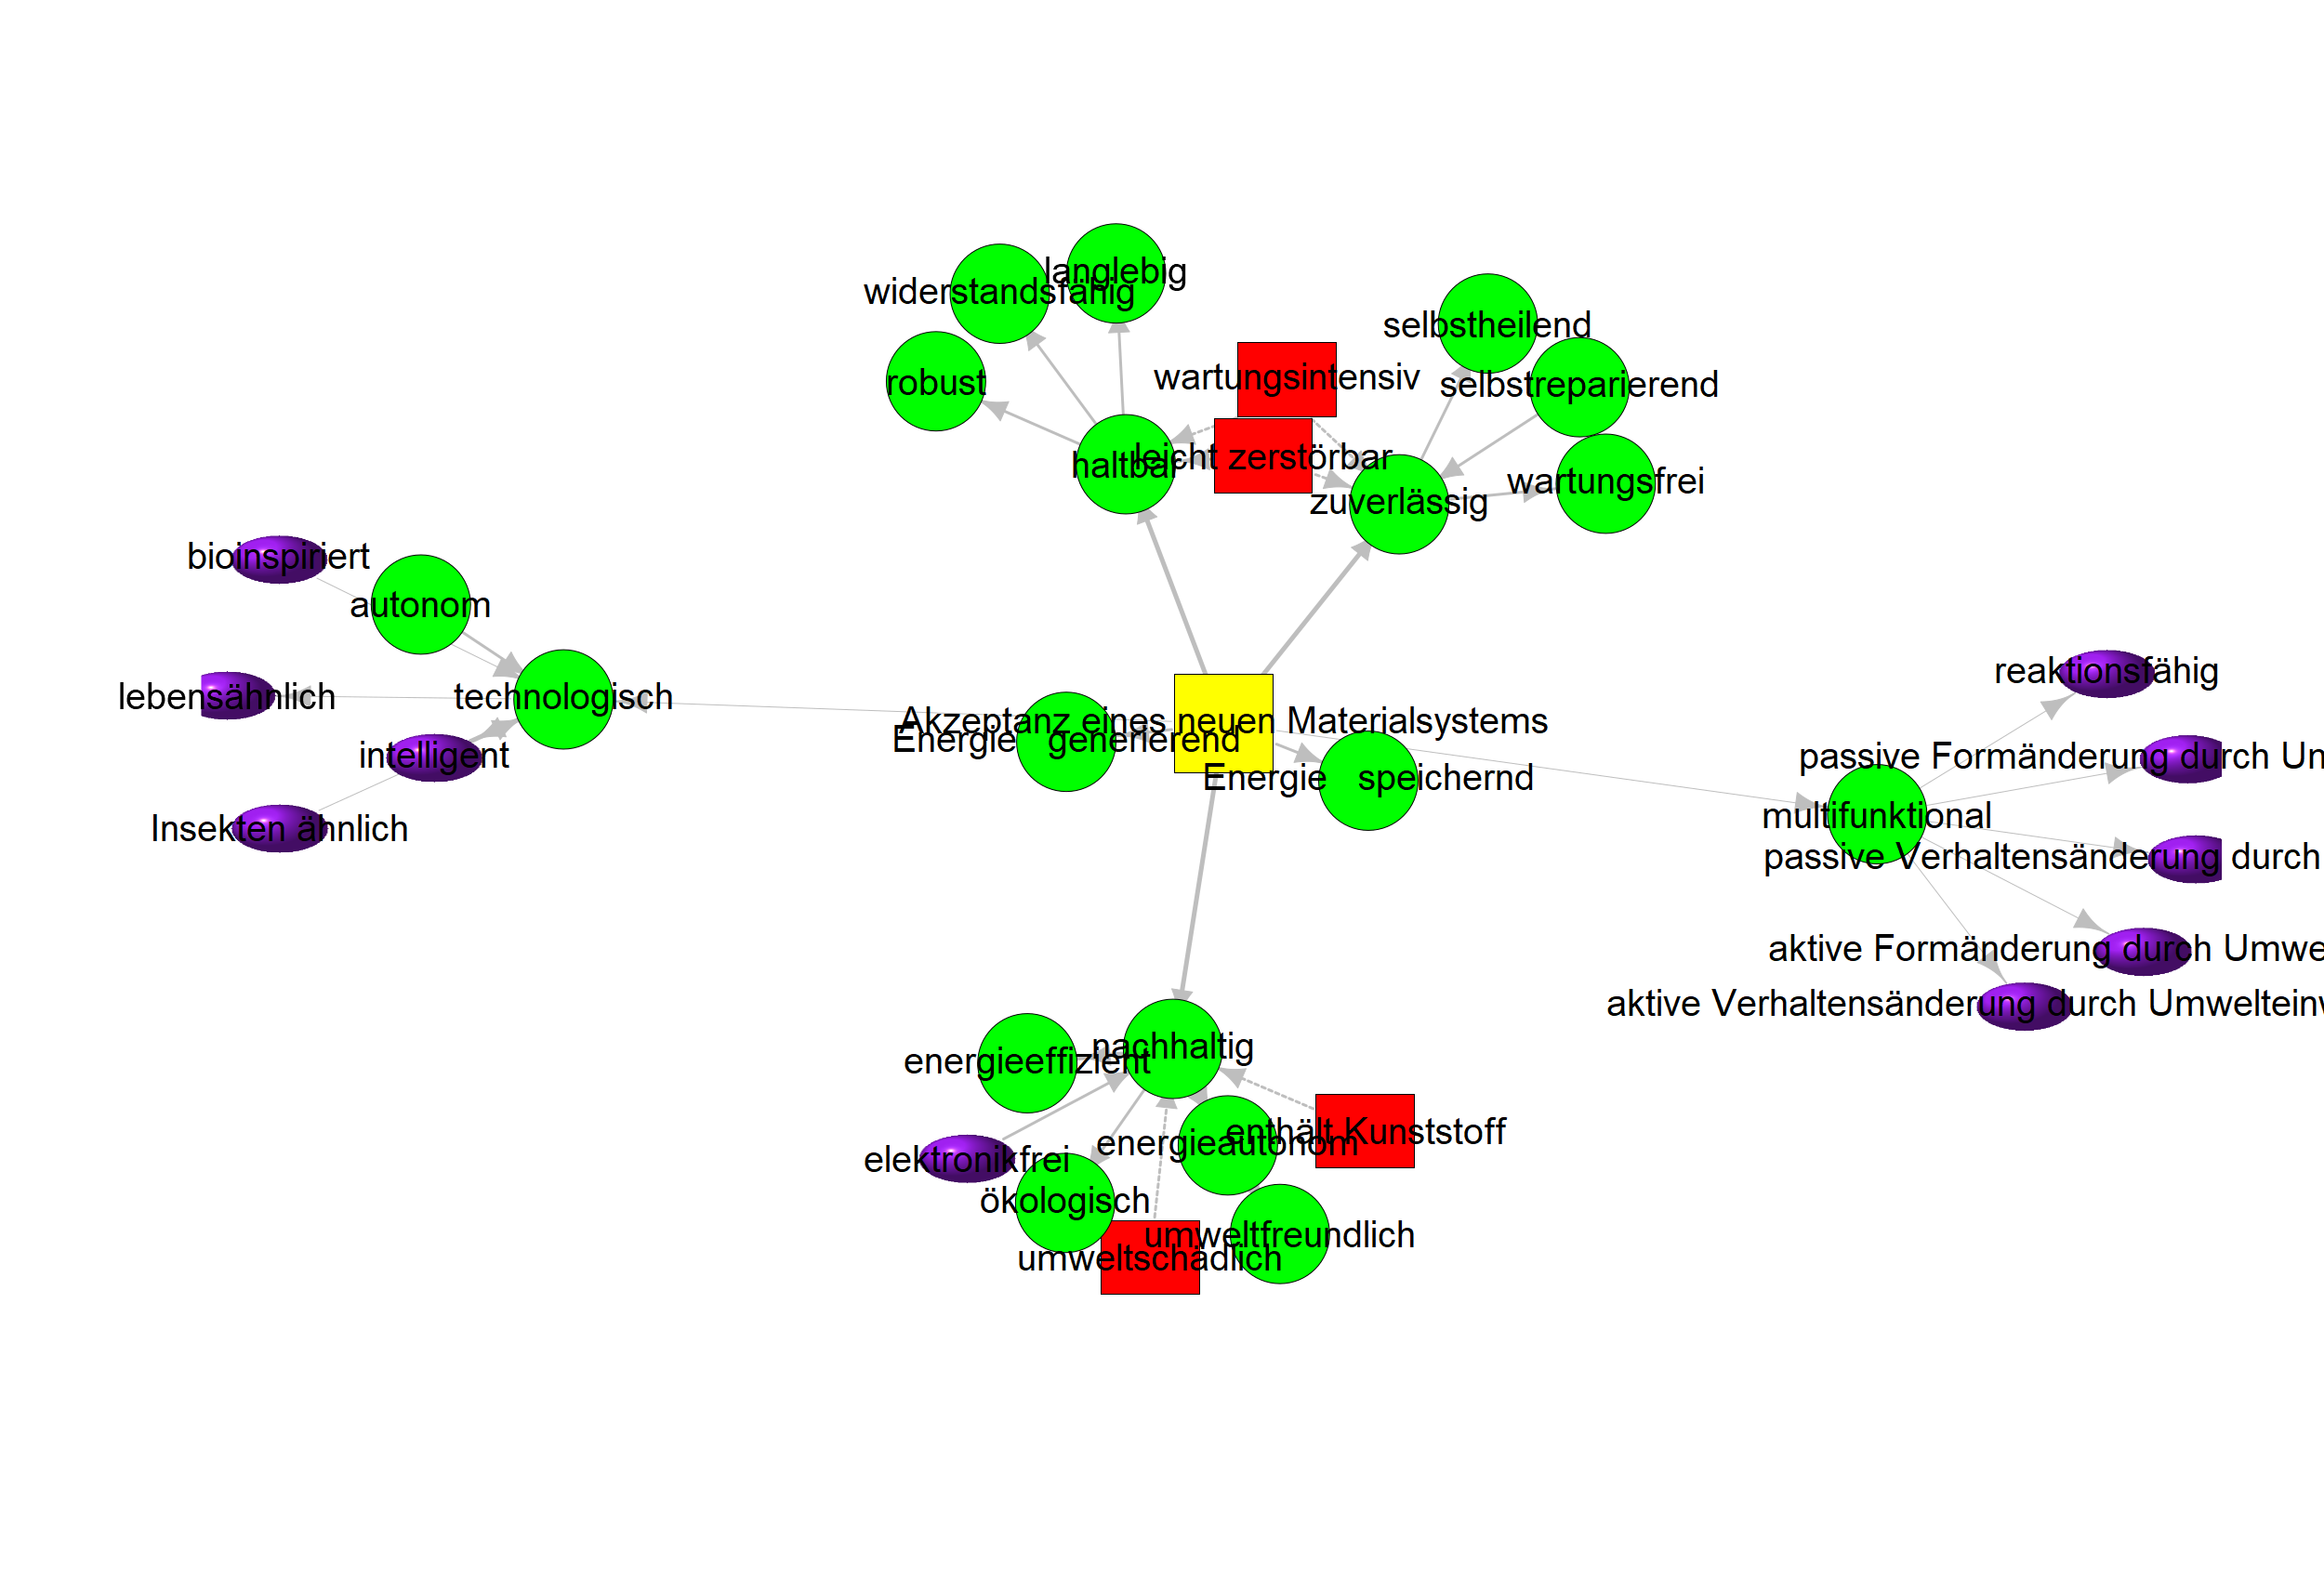 langlebig
widerstandsfähig
selbstheilend
wartungsintensiv
robust
selbstreparierend
leicht zerstörbar
haltbar
wartungsfrei
zuverlässig
bioinspiriert
autonom
reaktionsfähig
lebensähnlich
technologisch
Akzeptanz eines neuen Materialsystems
Energie generierend
intelligent
passive Formänderung durch Um
Energie speichernd
multifunktional
Insekten ähnlich
passive Verhaltensänderung durch
aktive Formänderung durch Umwe
aktive Verhaltensänderung durch Umwelteinw
nachhaltig
energieeffizient
enthält Kunststoff
energieautonom
elektronikfrei
ökologisch
umweltfreundlich
umweltschädlich